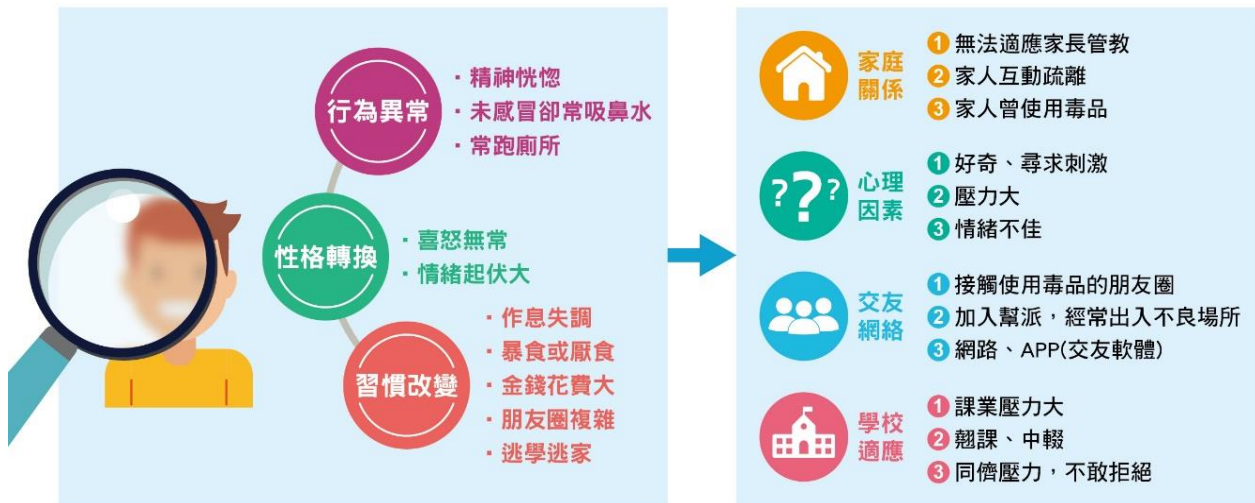 行為異常
・精神恍惚
・未感冒卻常吸鼻水
・常跑廁所
性格轉換
・喜怒無常
・情緒起伏大
習慣改變
・作息失調
・暴食或厭食
・金錢花費大
・朋友圈複雜
・逃學逃家
家庭
關係
1 無法適應家長管教
2 家人互動疏離
3 家人曾使用毒品
???
心理
因素
1 好奇、尋求刺激
2 壓力大
3 情緒不佳
交友
網絡
1 接觸使用毒品的朋友圈
2 加入幫派，經常出入不良場所
3 網路、APP(交友軟體)
學校
適應
1 課業壓力大
2 翹課、中輟
3 同儕壓力，不敢拒絕